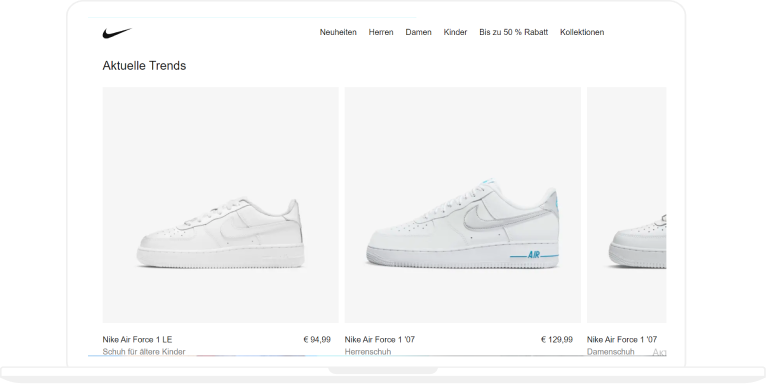 Neuheiten Herren Damen Kinder Bis zu 50 % Rabatt Kollektionen
Aktuelle Trends
AIR
Nike Air Force 1 LE € 94,99 Nike Air Force 1 '07 € 129,99 Nike Air Force 1 '07
Schuh für ältere Kinder Herrenschuh Damenschuh